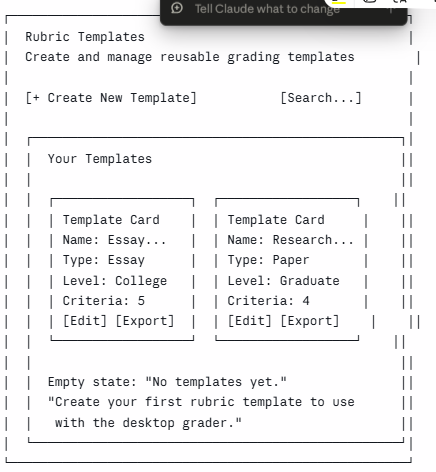 Tell Claude what to change
Rubric Templates
Create and manage reusable grading templates
[+ Create New Template] [Search...]
Your Templates
Template Card Template Card
Name: Essay... Name: Research...
Type: Essay Type: Paper
Level: College Level: Graduate
Criteria: 5 Criteria: 4
[Edit] [Export] [Edit] [Export]
Empty state: "No templates yet."
"Create your first rubric template to use
with the desktop grader."